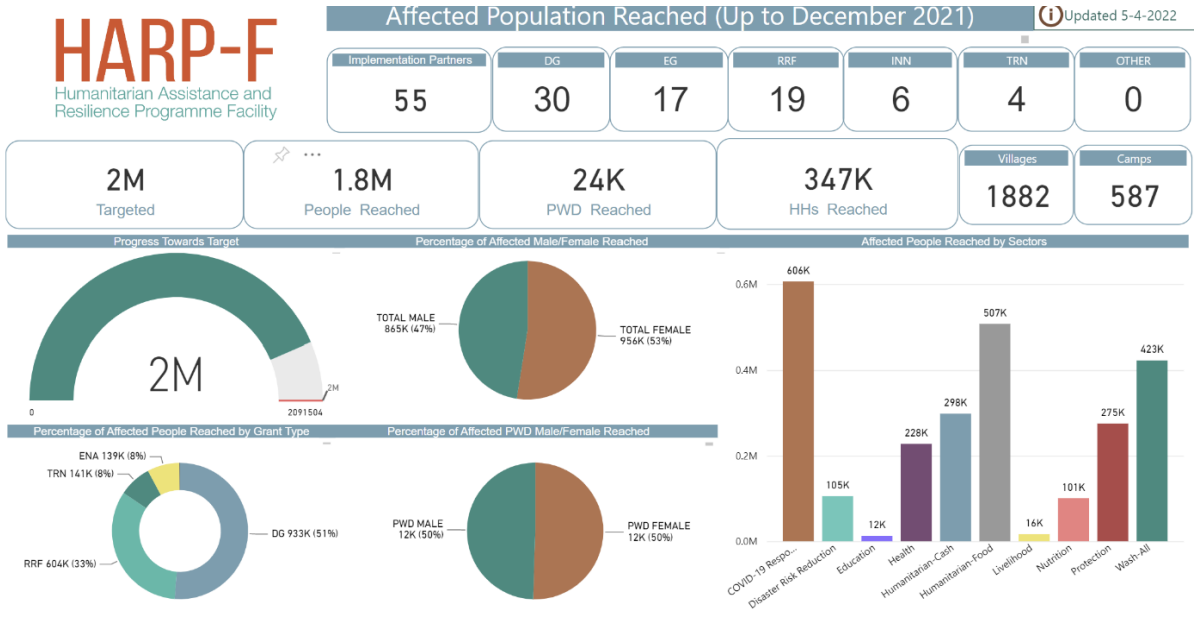 HARP-F
Humanitarian Assistance and
Resilience Programme Facility
Affected Population Reached (Up to December 2021)
Updated 5-4-2022
Implementation Partners
55
DG
30
EG
17
RRF
19
INN
6
TRN
4
OTHER
0
2M
Targeted
1.8M
People Reached
24K
PWD Reached
347K
HHs Reached
Villages
1882
Camps
587
Progress Towards Target
2M
0
2M
2091504
Percentage of Affected Male/Female Reached
TOTAL MALE
865K (47%)
TOTAL FEMALE
956K (53%)
Affected People Reached by Sectors
0.6M
0.4M
0.2M
0.0M
606K
105K
12K
228K
298K
507K
16K
101K
275K
423K
COVID-19 Respo...
Disaster Risk Reduction
Education
Health
Humanitarian-Cash
Humanitarian-Food
Livelihood
Nutrition
Protection
Wash-All
Percentage of Affected People Reached by Grant Type
ENA 139K (8%)
TRN 141K (8%)
DG 933K (51%)
RRF 604K (33%)
Percentage of Affected PWD Male/Female Reached
PWD MALE
12K (50%)
PWD FEMALE
12K (50%)